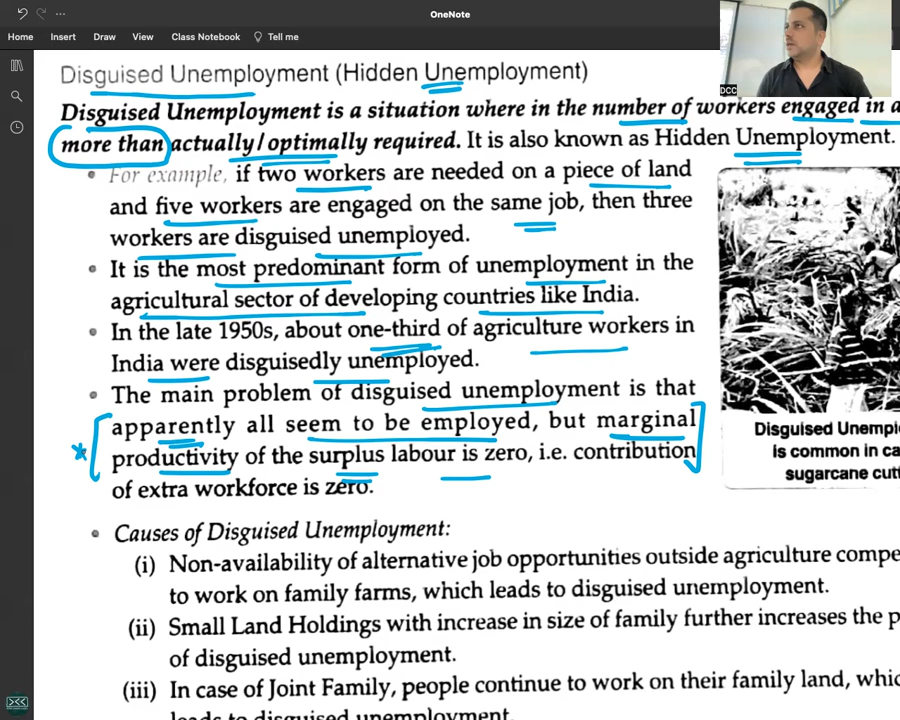 OneNote
Home Insert Draw View Class Notebook Tell me
DCC
Disguised Unemployment (Hidden Unemployment)
Disguised Unemployment is a situation where in the number of workers engaged in a
more than actually/optimally required. It is also known as Hidden Unemployment.
• For example, if two workers are needed on a piece of land
and five workers are engaged on the same job, then three
workers are disguised unemployed.
• It is the most predominant form of unemployment in the
agricultural sector of developing countries like India.
• In the late 1950s, about one-third of agriculture workers in
India were disguisedly unemployed.
• The main problem of disguised unemployment is that
apparently all seem to be employed, but marginal
productivity of the surplus labour is zero, i.e. contribution
of extra workforce is zero.
Disguised Unempl
is common in ca
sugarcane cut
• Causes of Disguised Unemployment:
(i) Non-availability of alternative job opportunities outside agriculture compe
to work on family farms, which leads to disguised unemployment.
(ii) Small Land Holdings with increase in size of family further increases the p
of disguised unemployment.
(iii) In case of Joint Family, people continue to work on their family land, whic
leads to disguised unemployment.